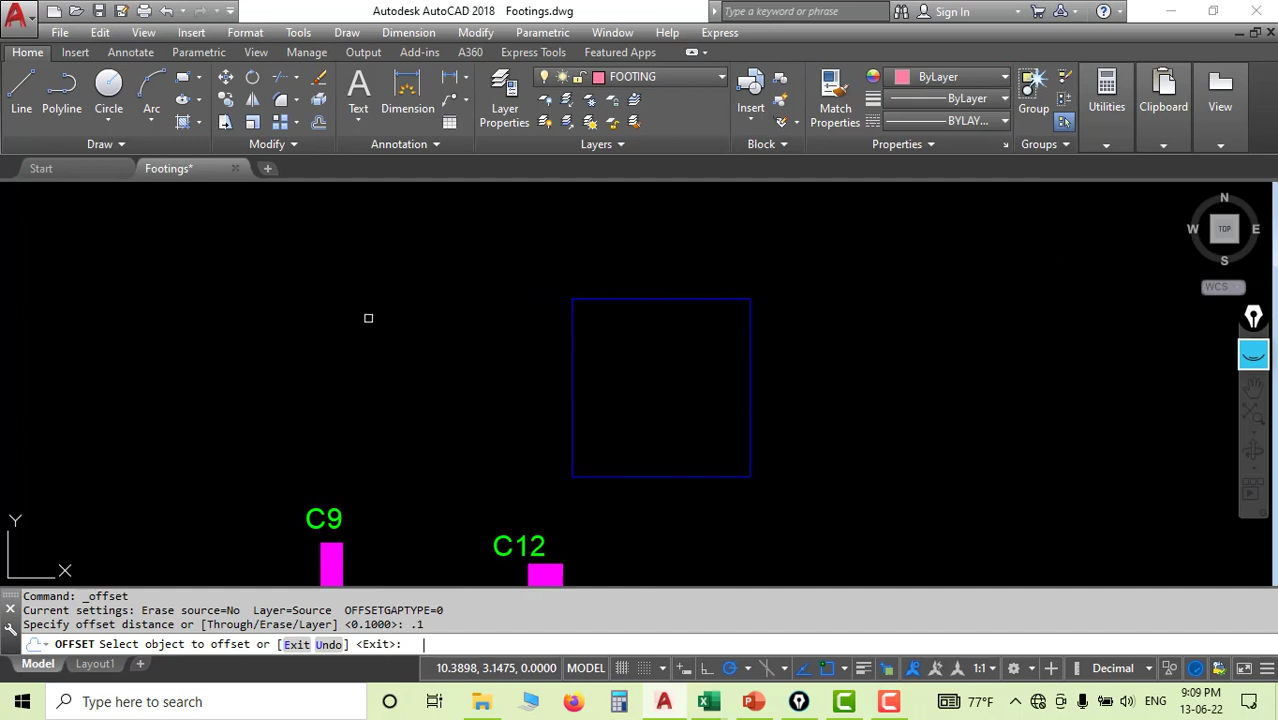 Autodesk AutoCAD 2018 Footings.dwg
Type a keyword or phrase
Sign In
File Edit View Insert Format Tools Draw Dimension Modify Parametric Window Help Express
Home Insert Annotate Parametric View Manage Output Add-ins A360 Express Tools Featured Apps
Line Polyline Circle Arc
Text Dimension
Layer Properties
FOOTING
Insert
Match Properties
ByLayer
ByLayer
BYLAY...
Group
Utilities
Clipboard
View
Draw Modify Annotation Layers Block Properties Groups
Start Footings*
N
W TOP E
S
WCS
C9
C12
Y
X
Command: _offset
Current settings: Erase source=No Layer=Source OFFSETGAPTYPE=0
Specify offset distance or [Through/Erase/Layer] <0.1000>: .1
OFFSET Select object to offset or [Exit Undo] <Exit>:
Model Layout1
10.3898, 3.1475, 0.0000 MODEL
1:1
Decimal
Type here to search
77°F
ENG
9:09 PM
13-06-22